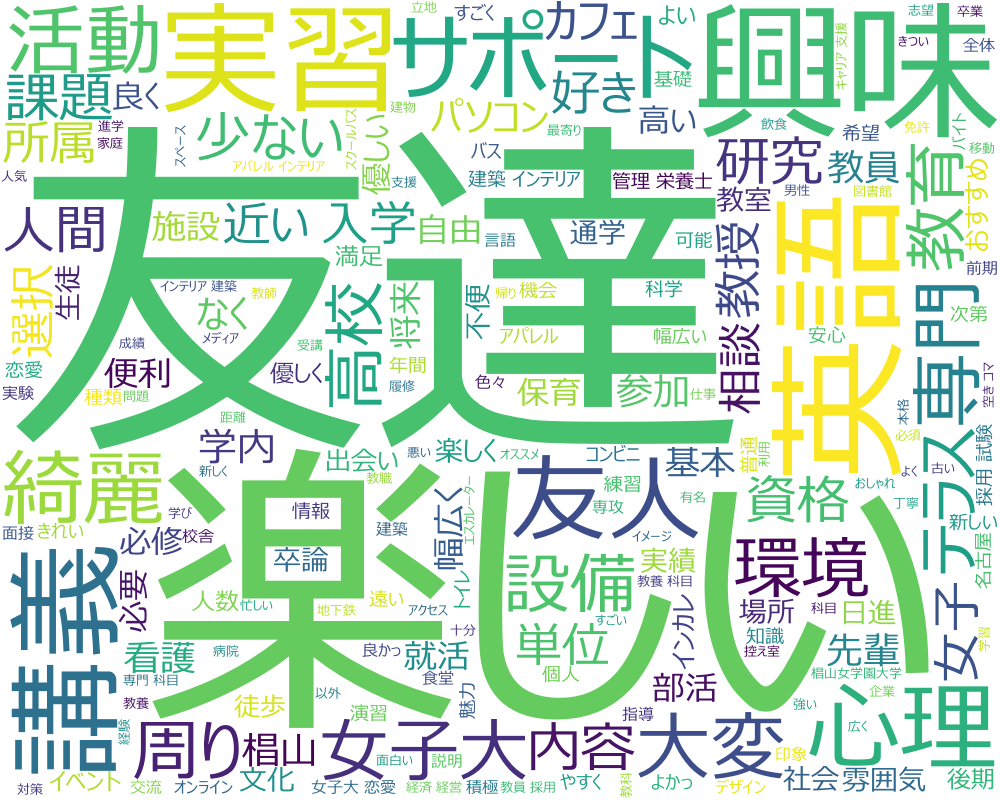 活動
実習
サポート
カフェ
すごく
立地
よい
興味
志望
卒業
きつい
全体
キャリア 支援
課題
良く
好き
基礎
所属
進学
家庭
スペース
建物
少ない
優しい
パソコン
最寄り
高い
飲食
希望
免許
バイト
移動
人気
アパレル インテリア
スクールバス
支援
バス
建築 インテリア
管理 栄養士
研究
教員
教室
男性
図書館
教育
おすすめ
人間
施設
近い
入学
自由
言語
通学
可能
教授
英語
前期
選択
生徒
満足
インテリア 建築
なく
教師
メディア
高校
将来
不便
帰り
機会
科学
アパレル
幅広い
相談
安心
次第
専門
恋愛
成績
受講
便利
優しく
年間
履修
色々
保育
参加
仕事
実験
種類
問題
距離
友達
空き コマ
本格
必須
綺麗
学内
出会い
楽しく
オススメ
悪い
コンビニ
基本
普通
利用
テラス
試験
採用
よく
古い
新しく
教職
エスカレーター
友人
練習
専攻
有名
資格
おしゃれ
丁寧
新しい
名古屋
面接
きれい
学び
校舎
必修
情報
建築
幅広く
イメージ
講義
必要
卒論
トイレ
設備
実績
教養 科目
環境
人数
忙しい
地下鉄
遠い
アクセス
十分
すごい
単位
インカレ
場所
科目
日進
女子
学習
看護
病院
良かっ
就活
個人
知識
控え室
先輩
専門 科目
以外
食堂
部活
椙山女学園大学
企業
教養
経験
徒歩
演習
魅力
指導
強い
心理
広く
楽しい
周り
椙山
女子大
内容
大変
印象
面白い
説明
対策
イベント
交流
オンライン
文化
女子大 恋愛
経済 経営
積極
教員 採用
やすく
教科
よかっ
デザイン
社会
雰囲気
後期